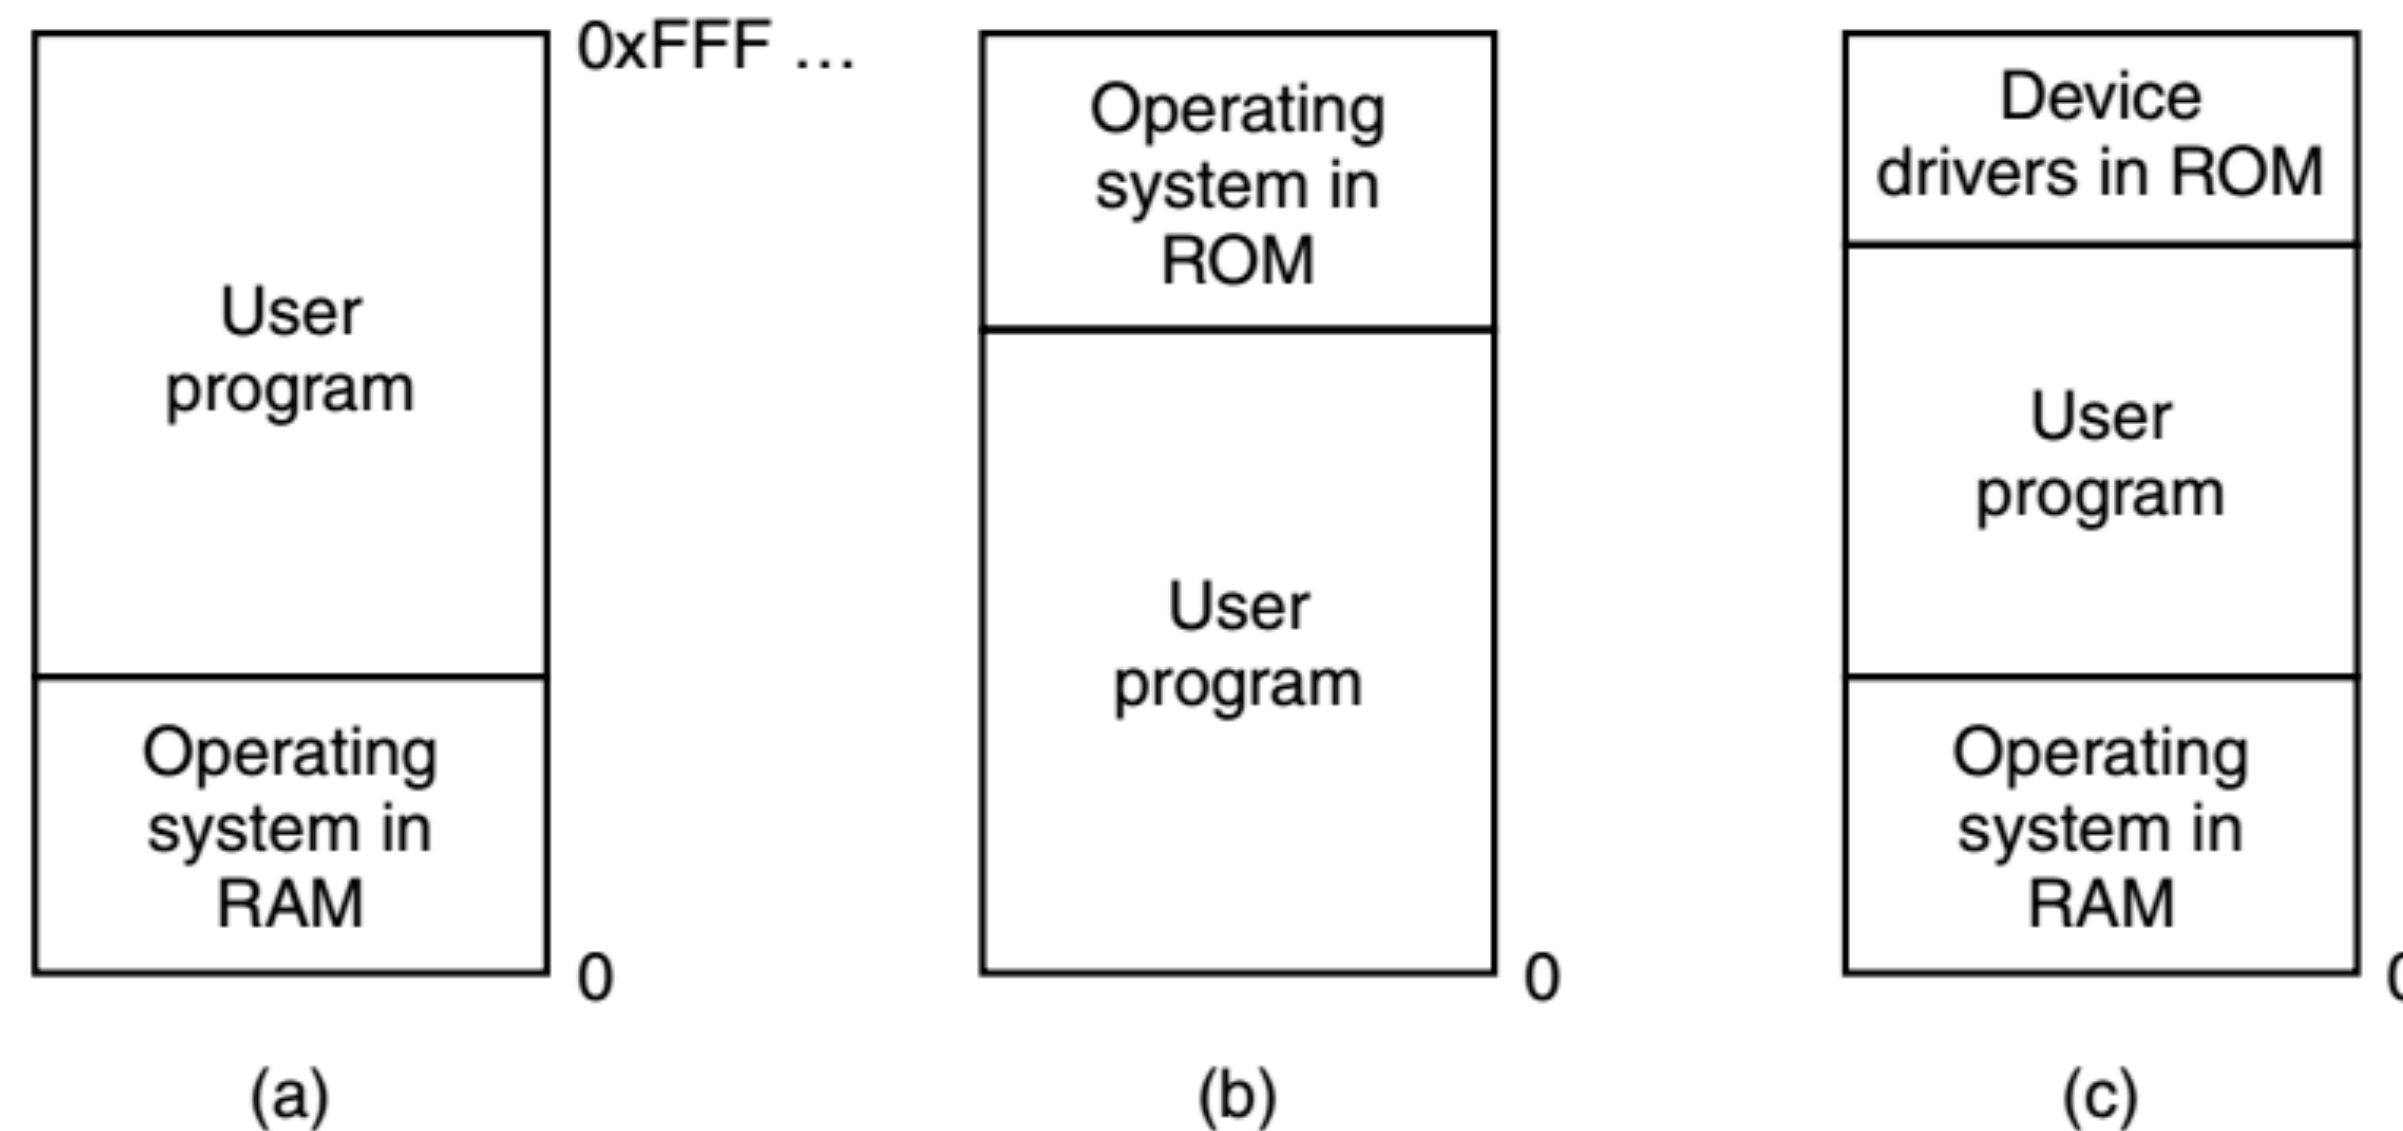 0xFFF ...
User
program
Operating
system in
RAM
0
(a)
Operating
system in
ROM
User
program
0
(b)
Device
drivers in ROM
User
program
Operating
system in
RAM
0
(c)